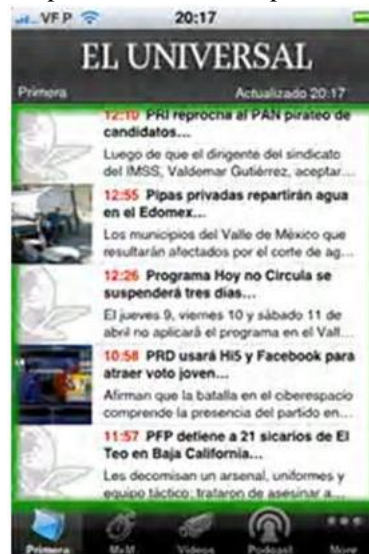 VF P 20:17
EL UNIVERSAL
Primera Actualizado 20:17
12:10 PRI reprocha al PAN pirateo de
candidatos...
Luego de que el dirigente del sindicato
del IMSS, Valdemar Gutiérrez, aceptar...
12:55 Pipas privadas repartirán agua
en el Edomex...
Los municipios del Valle de México que
resultarán afectados por el corte de ag...
12:26 Programa Hoy no Circula se
suspenderá tres días...
El jueves 9, viernes 10 y sábado 11 de
abril no aplicará el programa en el Vall...
10:58 PRD usará Hi5 y Facebook para
atraer voto joven...
Afirman que la batalla en el ciberespacio
comprende la presencia del partido en...
11:57 PFP detiene a 21 sicarios de El
Teo en Baja California...
Les decomisan un arsenal, uniformes y
equipo táctico; trataron de asesinar a...
Primera MxM Videos Podcast More